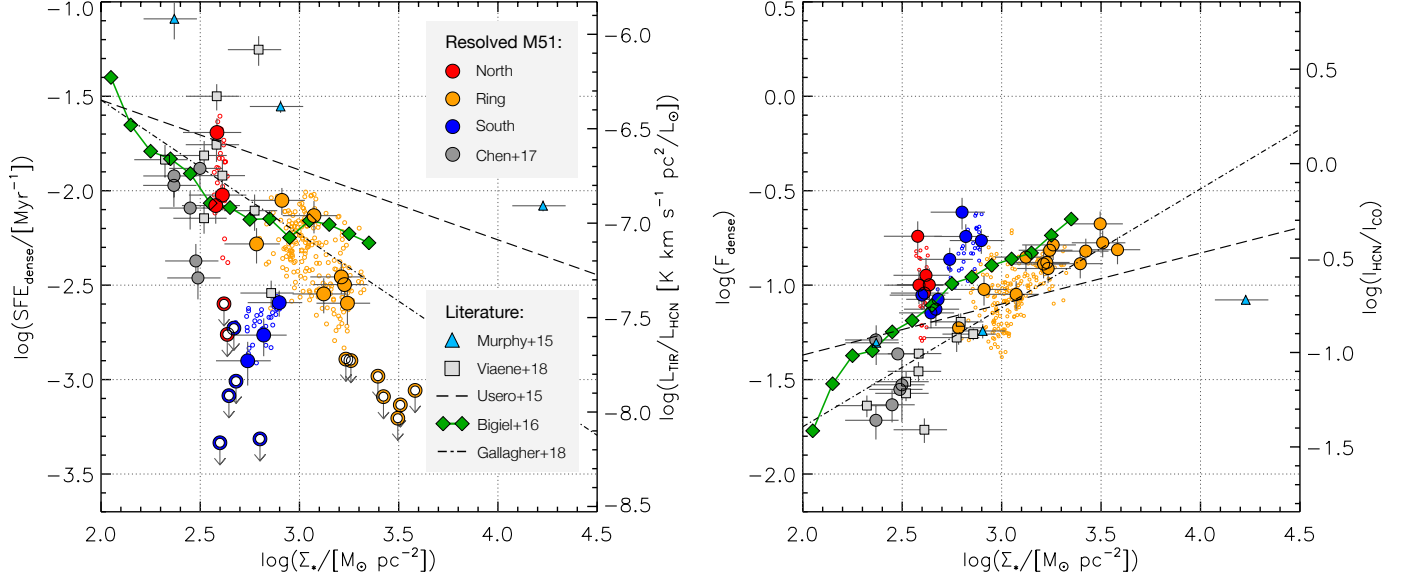 −1.0
−1.5
−2.0
−2.5
−3.0
−3.5
log(SFE_dense/[Myr⁻¹])
2.0 2.5 3.0 3.5 4.0 4.5
log(Σ_*/[M_⊙ pc⁻²])
−6.0
−6.5
−7.0
−7.5
−8.0
−8.5
log(L_TIR/L_HCN [K km s⁻¹ pc²/L_⊙])
Resolved M51:
North
Ring
South
Chen+17
Literature:
Murphy+15
Viaene+18
Usero+15
Bigiel+16
Gallagher+18
0.5
0.0
−0.5
−1.0
−1.5
−2.0
log(F_dense)
2.0 2.5 3.0 3.5 4.0 4.5
log(Σ_*/[M_⊙ pc⁻²])
0.5
0.0
−0.5
−1.0
−1.5
log(I_HCN/I_CO)